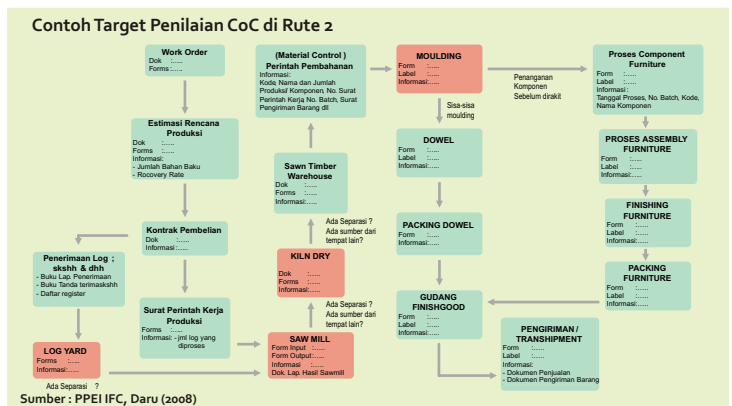 Contoh Target Penilaian CoC di Rute 2
Work Order
Dok :......
Forms :......
Estimasi Rencana
Produksi
Dok :......
Forms :......
Informasi:
- Jumlah Bahan Baku
- Rocovery Rate
Kontrak Pembelian
Dok :......
Informasi :......
Penerimaan Log ;
skshh & dhh
- Buku Lap. Penerimaan
- Buku Tanda terimaskshh
- Daftar register
LOG YARD
Forms :......
Informasi:......
Ada Separasi ?
Surat Perintah Kerja
Produksi
Forms :......
Informasi: - jml log yang
diproses
SAW MILL
Form Input :......
Form Output:......
Informasi :......
Dok. Lap. Hasil Sawmill
Ada Separasi ?
Ada sumber dari
tempat lain?
KILN DRY
Dok :......
Forms :......
Informasi:......
Ada Separasi ?
Ada sumber dari
tempat lain?
Sawn Timber
Warehouse
Dok :......
Forms :......
Informasi:......
(Material Control )
Perintah Pembahanan
Informasi :
Kode, Nama dan Jumlah
Produksi Komponen, No. Surat
Perintah Kerja No. Batch, Surat
Pengiriman Barang dll
MOULDING
Form :......
Label :......
Informasi:......
Sisa-sisa
moulding
DOWEL
Form :......
Label :......
Informasi:......
PACKING DOWEL
Form :......
Label :......
Informasi:......
GUDANG
FINISHGOOD
Form :......
Label :......
Informasi:......
Penanganan
Komponen
Sebelum dirakit
Proses Component
Furniture
Form :......
Label :......
Informasi :
Tanggal Proses, No. Batch, Kode,
Nama Komponen
PROSES ASSEMBLY
FURNITURE
Form :......
Label :......
Informasi:......
FINISHING
FURNITURE
Form :......
Label :......
Informasi:......
PACKING
FURNITURE
Form :......
Label :......
Informasi:......
PENGIRIMAN /
TRANSHIPMENT
Form :......
Label :......
Informasi:
- Dokumen Penjualan
- Dokumen Pengiriman Barang
Sumber : PPEI IFC, Daru (2008)